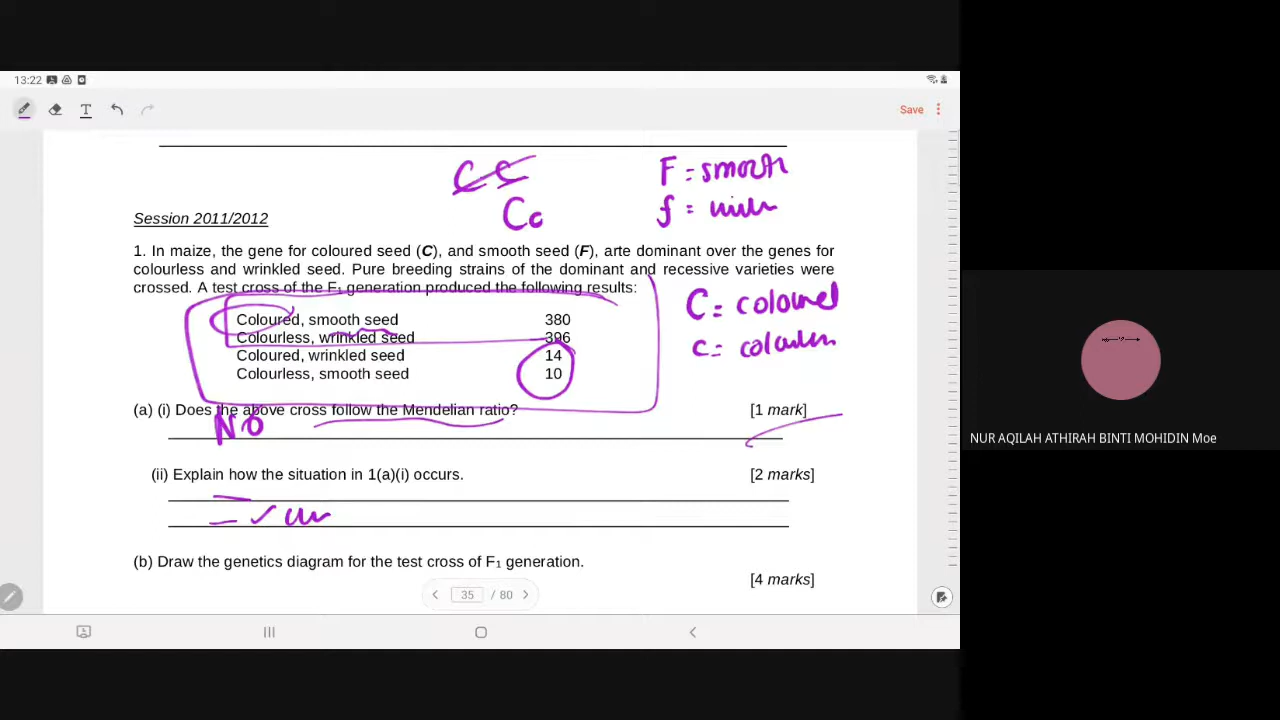 13:22
Save
C C
F = smooth
Cc
f =
Session 2011/2012
1. In maize, the gene for coloured seed (C), and smooth seed (F), arte dominant over the genes for
colourless and wrinkled seed. Pure breeding strains of the dominant and recessive varieties were
crossed. A test cross of the F1 generation produced the following results:
C = coloured
Coloured, smooth seed 380
Colourless, wrinkled seed 396
c =
Coloured, wrinkled seed 14
Colourless, smooth seed 10
(a) (i) Does the above cross follow the Mendelian ratio? [1 mark]
NO
NUR AQILAH ATHIRAH BINTI MOHIDIN Moe
(ii) Explain how the situation in 1(a)(i) occurs. [2 marks]
(b) Draw the genetics diagram for the test cross of F1 generation.
[4 marks]
35 / 80